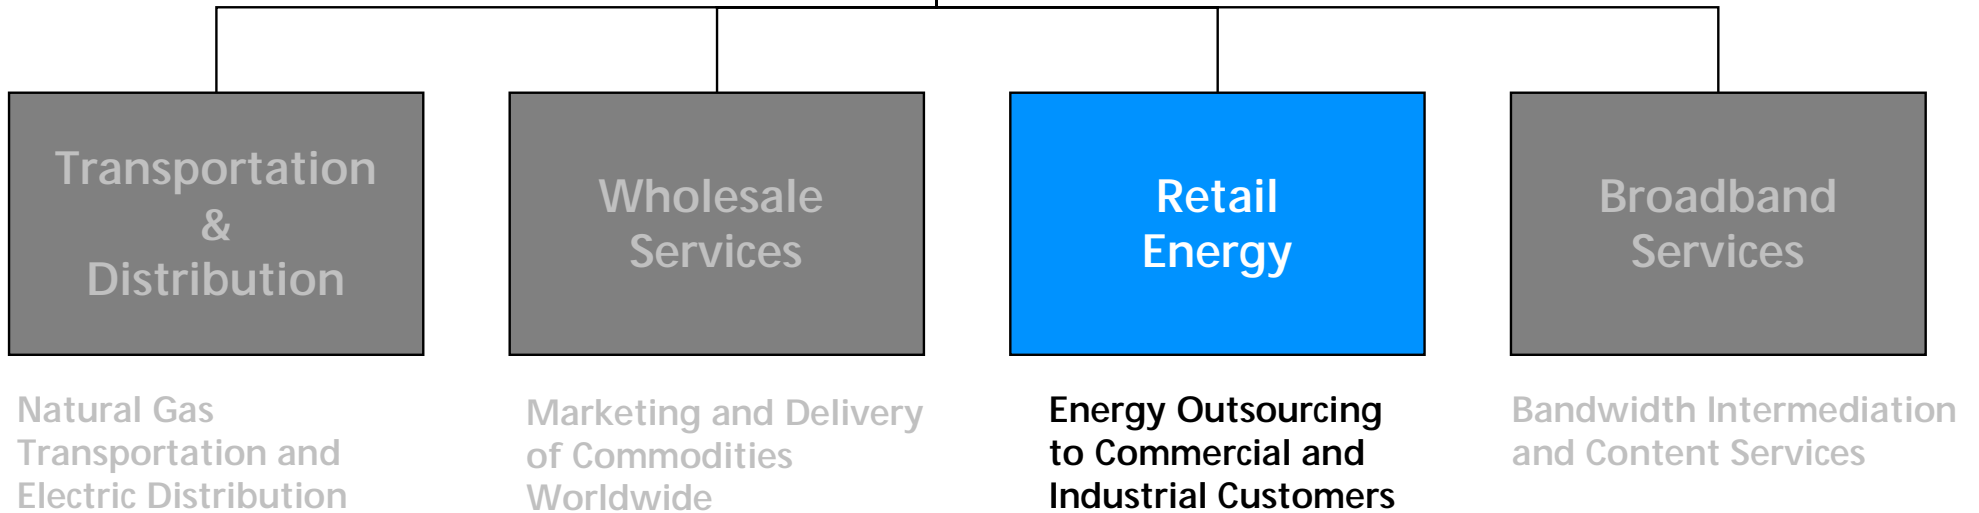 Transportation
&
Distribution
Wholesale
Services
Retail
Energy
Broadband
Services
Natural Gas
Transportation and
Electric Distribution
Marketing and Delivery
of Commodities
Worldwide
Energy Outsourcing
to Commercial and
Industrial Customers
Bandwidth Intermediation
and Content Services